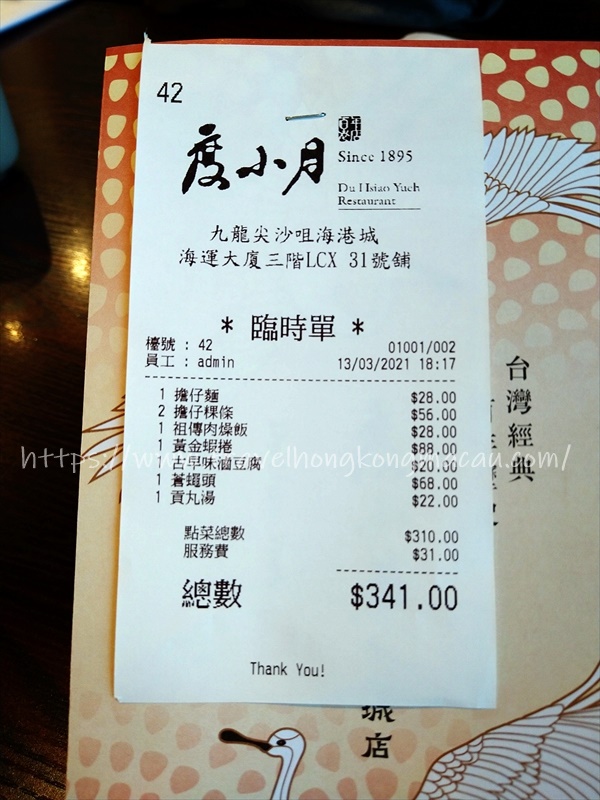 42
度小月
百年老店
Since 1895
Du Hsiao Yueh
Restaurant
九龍尖沙咀海港城
海運大廈三階LCX 31號舖
* 臨時單 *
檯號 : 42 01001/002
員工 : admin 13/03/2021 18:17
1 擔仔麵 $28.00
2 擔仔粿條 $56.00
1 祖傳肉燥飯 $28.00
1 黃金蝦捲 $88.00
古早味滷豆腐 $20.00
1 蒼蠅頭 $68.00
1 貢丸湯 $22.00
點菜總數 $310.00
服務費 $31.00
總數 $341.00
Thank You!
台灣經典
城店